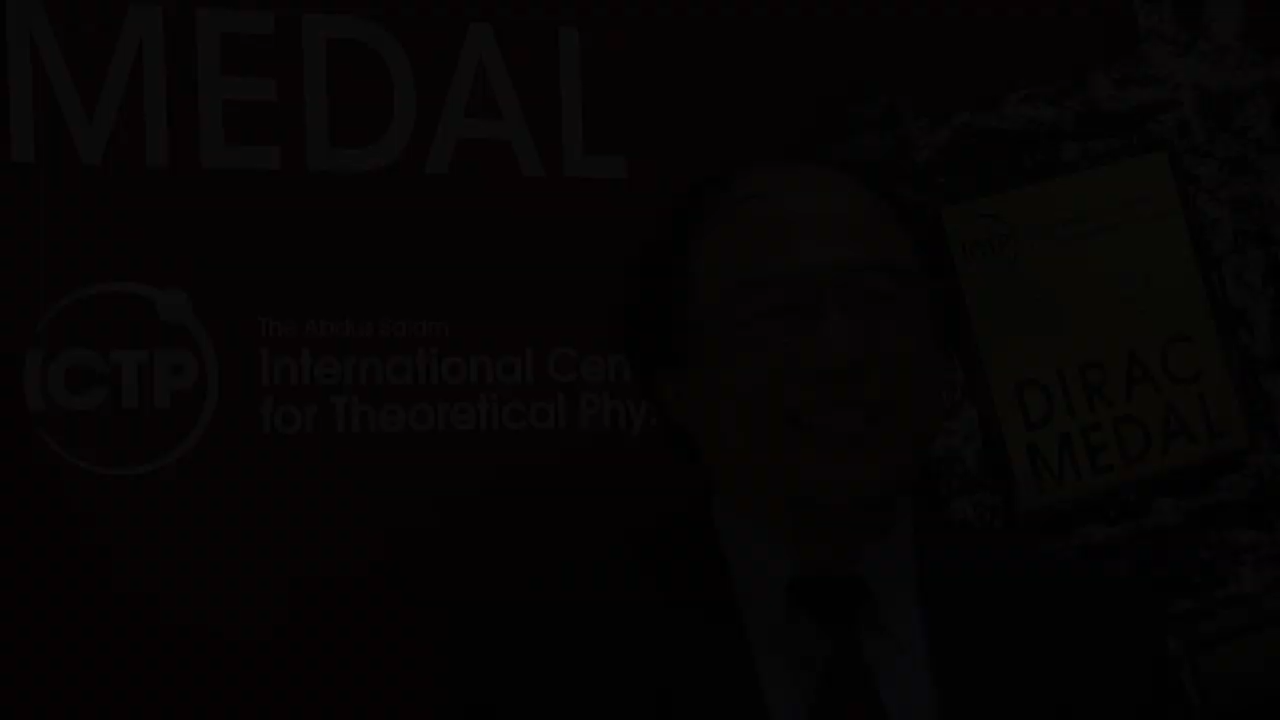 MEDAL
ICTP
The Abdus Salam
International Cen
for Theoretical Phy
DIRAC
MEDAL